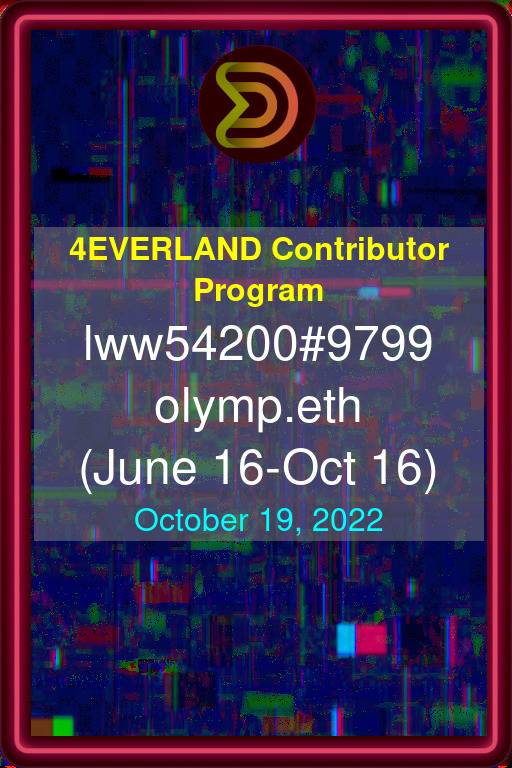 4EVERLAND Contributor
Program
lww54200#9799
olymp.eth
(June 16-Oct 16)
October 19, 2022